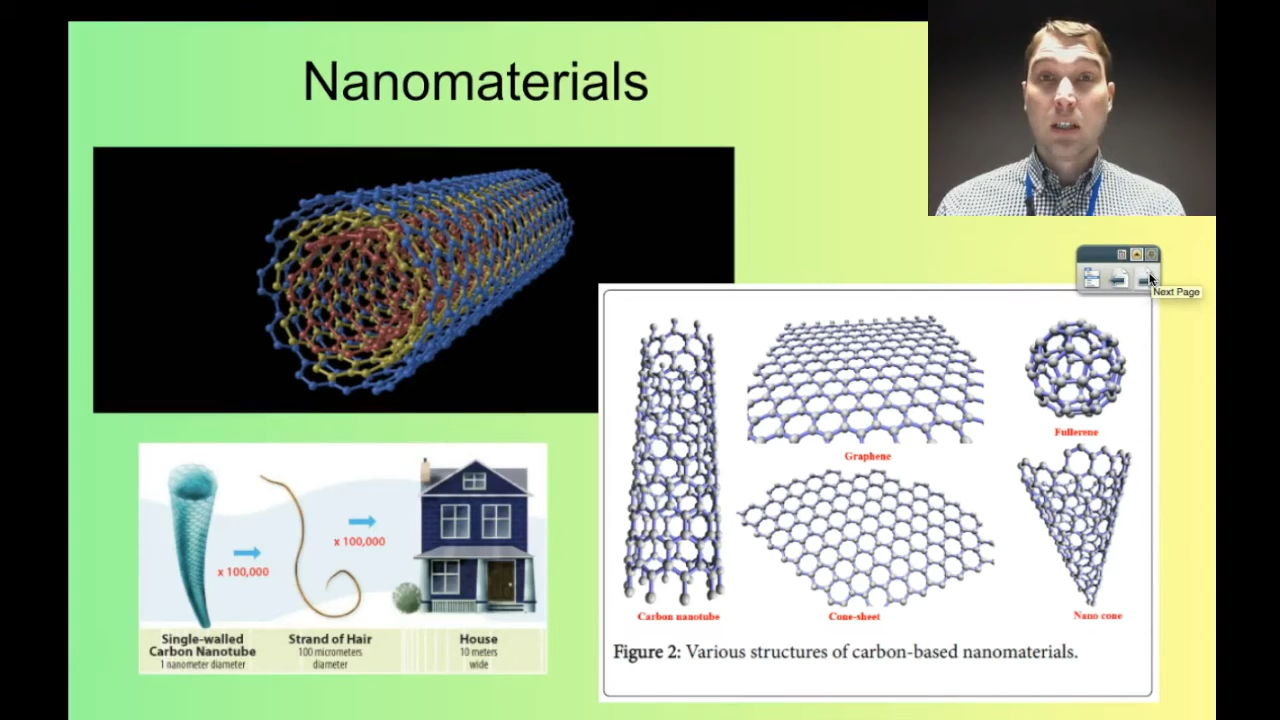 Nanomaterials
Next Page
Graphene
Fullerene
Carbon nanotube
Cone-sheet
Nano cone
Figure 2: Various structures of carbon-based nanomaterials.
x 100,000
x 100,000
Single-walled
Carbon Nanotube
1 nanometer diameter
Strand of Hair
100 micrometers
diameter
House
10 meters
wide